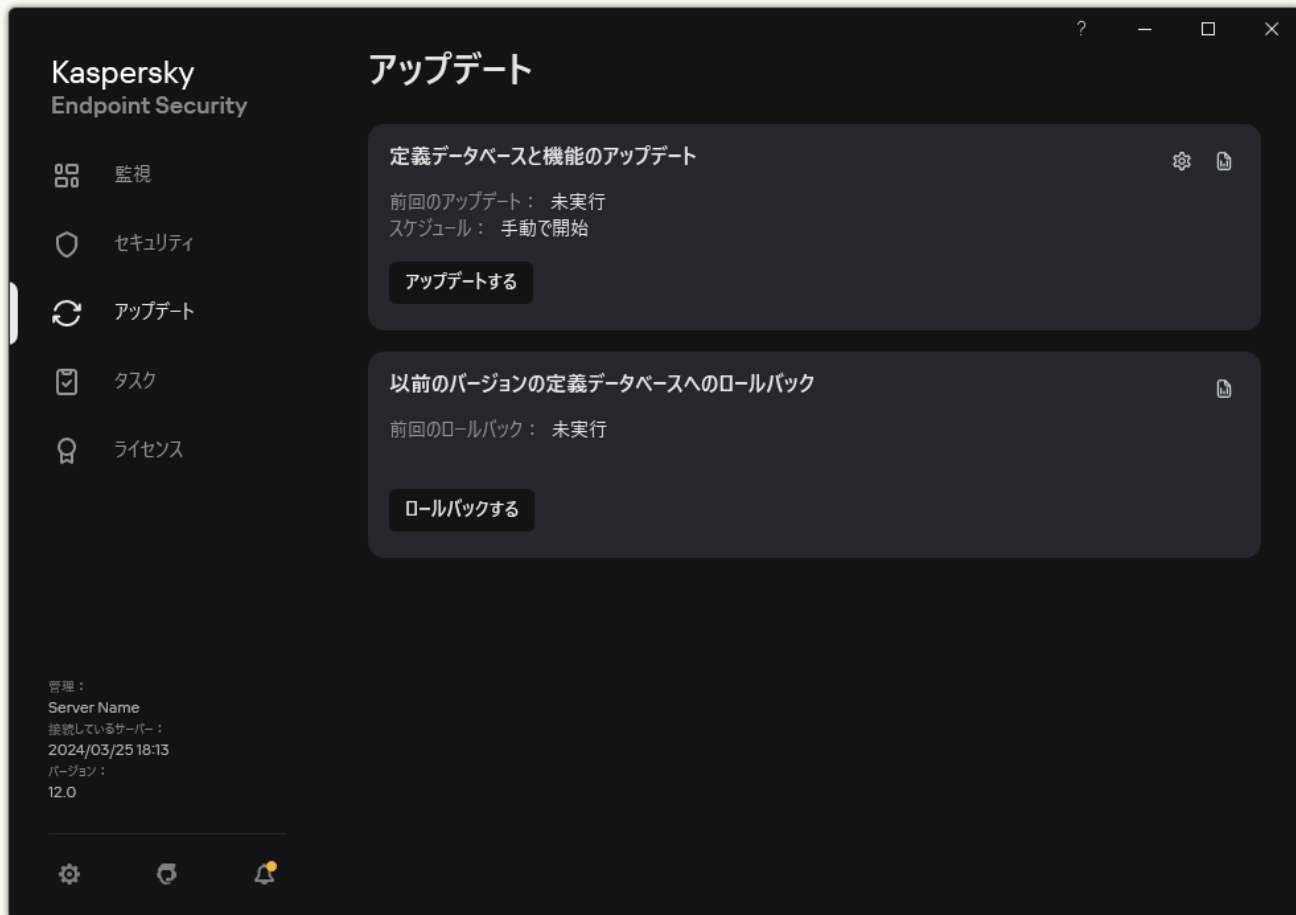 ?
Kaspersky
Endpoint Security
監視
セキュリティ
アップデート
タスク
ライセンス
管理：
Server Name
接続しているサーバー：
2024/03/25 18:13
バージョン：
12.0
アップデート
定義データベースと機能のアップデート
前回のアップデート： 未実行
スケジュール： 手動で開始
アップデートする
以前のバージョンの定義データベースへのロールバック
前回のロールバック： 未実行
ロールバックする